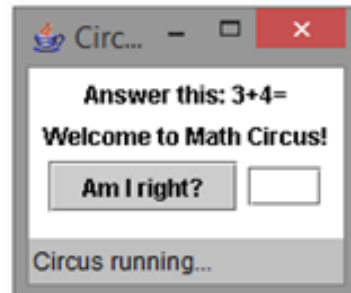 Circ...
Answer this: 3+4=
Welcome to Math Circus!
Am I right?
Circus running...